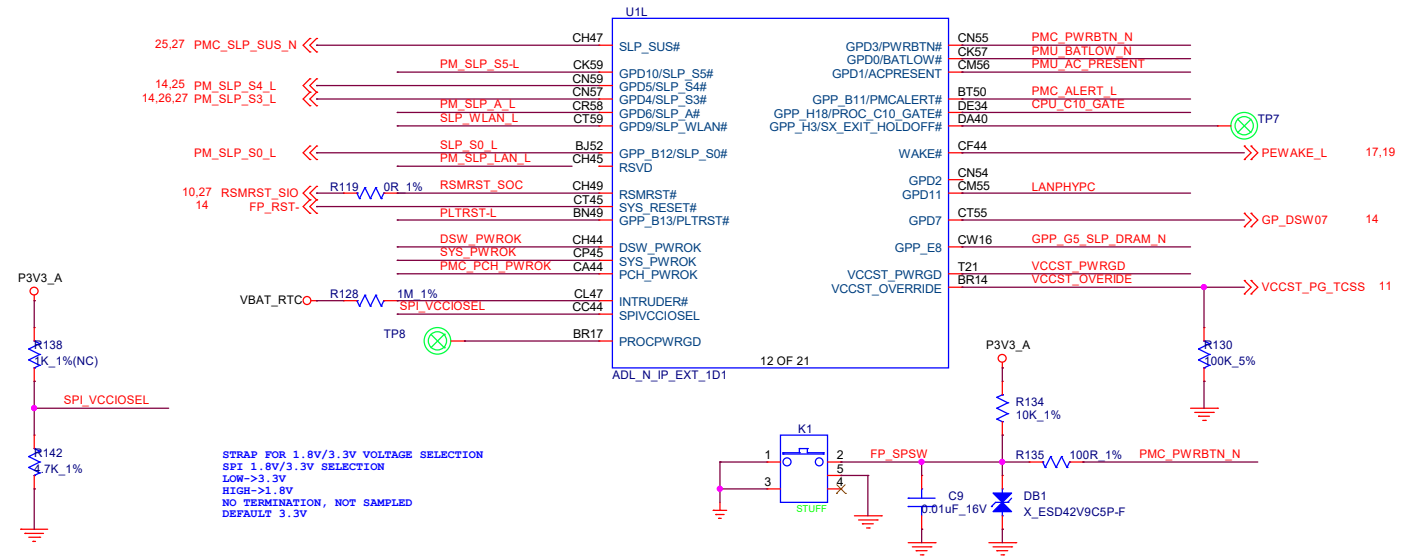 U1L
25,27 PMC_SLP_SUS_N CH47 SLP_SUS#
PM_SLP_S5-L CK59 GPD10/SLP_S5#
14,25 PM_SLP_S4_L CN59 GPD5/SLP_S4#
14,26,27 PM_SLP_S3_L CN57 GPD4/SLP_S3#
PM_SLP_A_L CR58 GPD6/SLP_A#
SLP_WLAN_L CT59 GPD9/SLP_WLAN#
PM_SLP_S0_L SLP_S0_L BJ52 GPP_B12/SLP_S0#
PM_SLP_LAN_L CH45 RSVD
10,27 RSMRST_SIO R119 0R_1% RSMRST_SOC CH49 RSMRST#
14 FP_RST- CT45 SYS_RESET#
PLTRST-L BN49 GPP_B13/PLTRST#
DSW_PWROK CH44 DSW_PWROK
SYS_PWROK CP45 SYS_PWROK
PMC_PCH_PWROK CA44 PCH_PWROK
VBAT_RTC R128 1M_1% CL47 INTRUDER#
SPI_VCCIOSEL CC44 SPIVCCIOSEL
TP8 BR17 PROCPWRGD
GPD3/PWRBTN# CN55 PMC_PWRBTN_N
GPD0/BATLOW# CK57 PMU_BATLOW_N
GPD1/ACPRESENT CM56 PMU_AC_PRESENT
GPP_B11/PMCALERT# BT50 PMC_ALERT_L
GPP_H18/PROC_C10_GATE# DE34 CPU_C10_GATE
GPP_H3/SX_EXIT_HOLDOFF# DA40 TP7
WAKE# CF44 PEWAKE_L 17,19
GPD2 CN54
GPD11 CM55 LANPHYPC
GPD7 CT55 GP_DSW07 14
GPP_E8 CW16 GPP_G5_SLP_DRAM_N
VCCST_PWRGD T21 VCCST_PWRGD
VCCST_OVERRIDE BR14 VCCST_OVERIDE VCCST_PG_TCSS 11
12 OF 21
ADL_N_IP_EXT_1D1
R130
100K_5%
P3V3_A
R138
1K_1%(NC)
SPI_VCCIOSEL
R142
4.7K_1%
STRAP FOR 1.8V/3.3V VOLTAGE SELECTION
SPI 1.8V/3.3V SELECTION
LOW->3.3V
HIGH->1.8V
NO TERMINATION, NOT SAMPLED
DEFAULT 3.3V
P3V3_A
R134
10K_1%
K1
1 2 FP_SPSW R135 100R_1% PMC_PWRBTN_N
5
3 4
STUFF
C9
0.01uF_16V
DB1
X_ESD42V9C5P-F